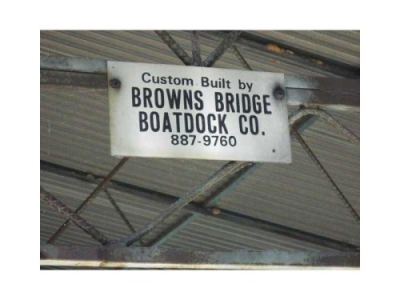 Custom Built by
BROWNS BRIDGE
BOATDOCK CO.
887-9760